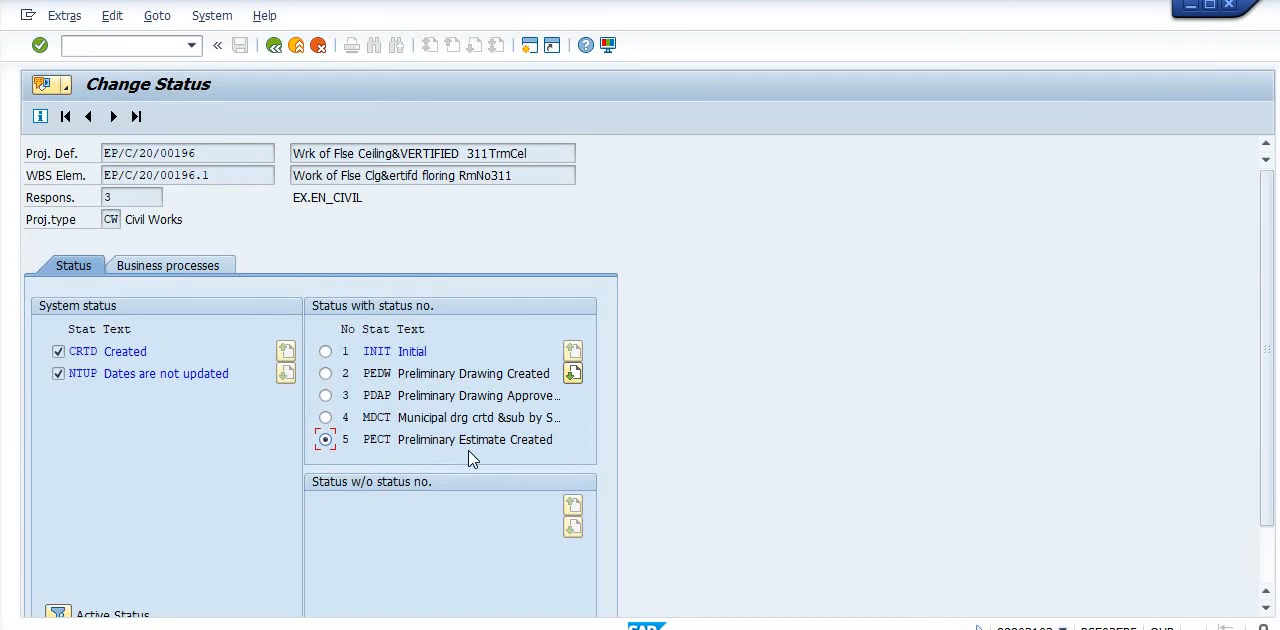 Extras Edit Goto System Help
Change Status
Proj. Def. EP/C/20/00196 Wrk of Flse Ceiling&VERTIFIED 311TrmCel
WBS Elem. EP/C/20/00196.1 Work of Flse Clg&ertifd floring RmNo311
Respons. 3 EX.EN_CIVIL
Proj.type CW Civil Works
Status Business processes
System status
Stat Text
CRTD Created
NTUP Dates are not updated
Status with status no.
No Stat Text
1 INIT Initial
2 PEDW Preliminary Drawing Created
3 PDAP Preliminary Drawing Approve...
4 MDCT Municipal drg crtd &sub by S...
5 PECT Preliminary Estimate Created
Status w/o status no.
Active Status
SAP